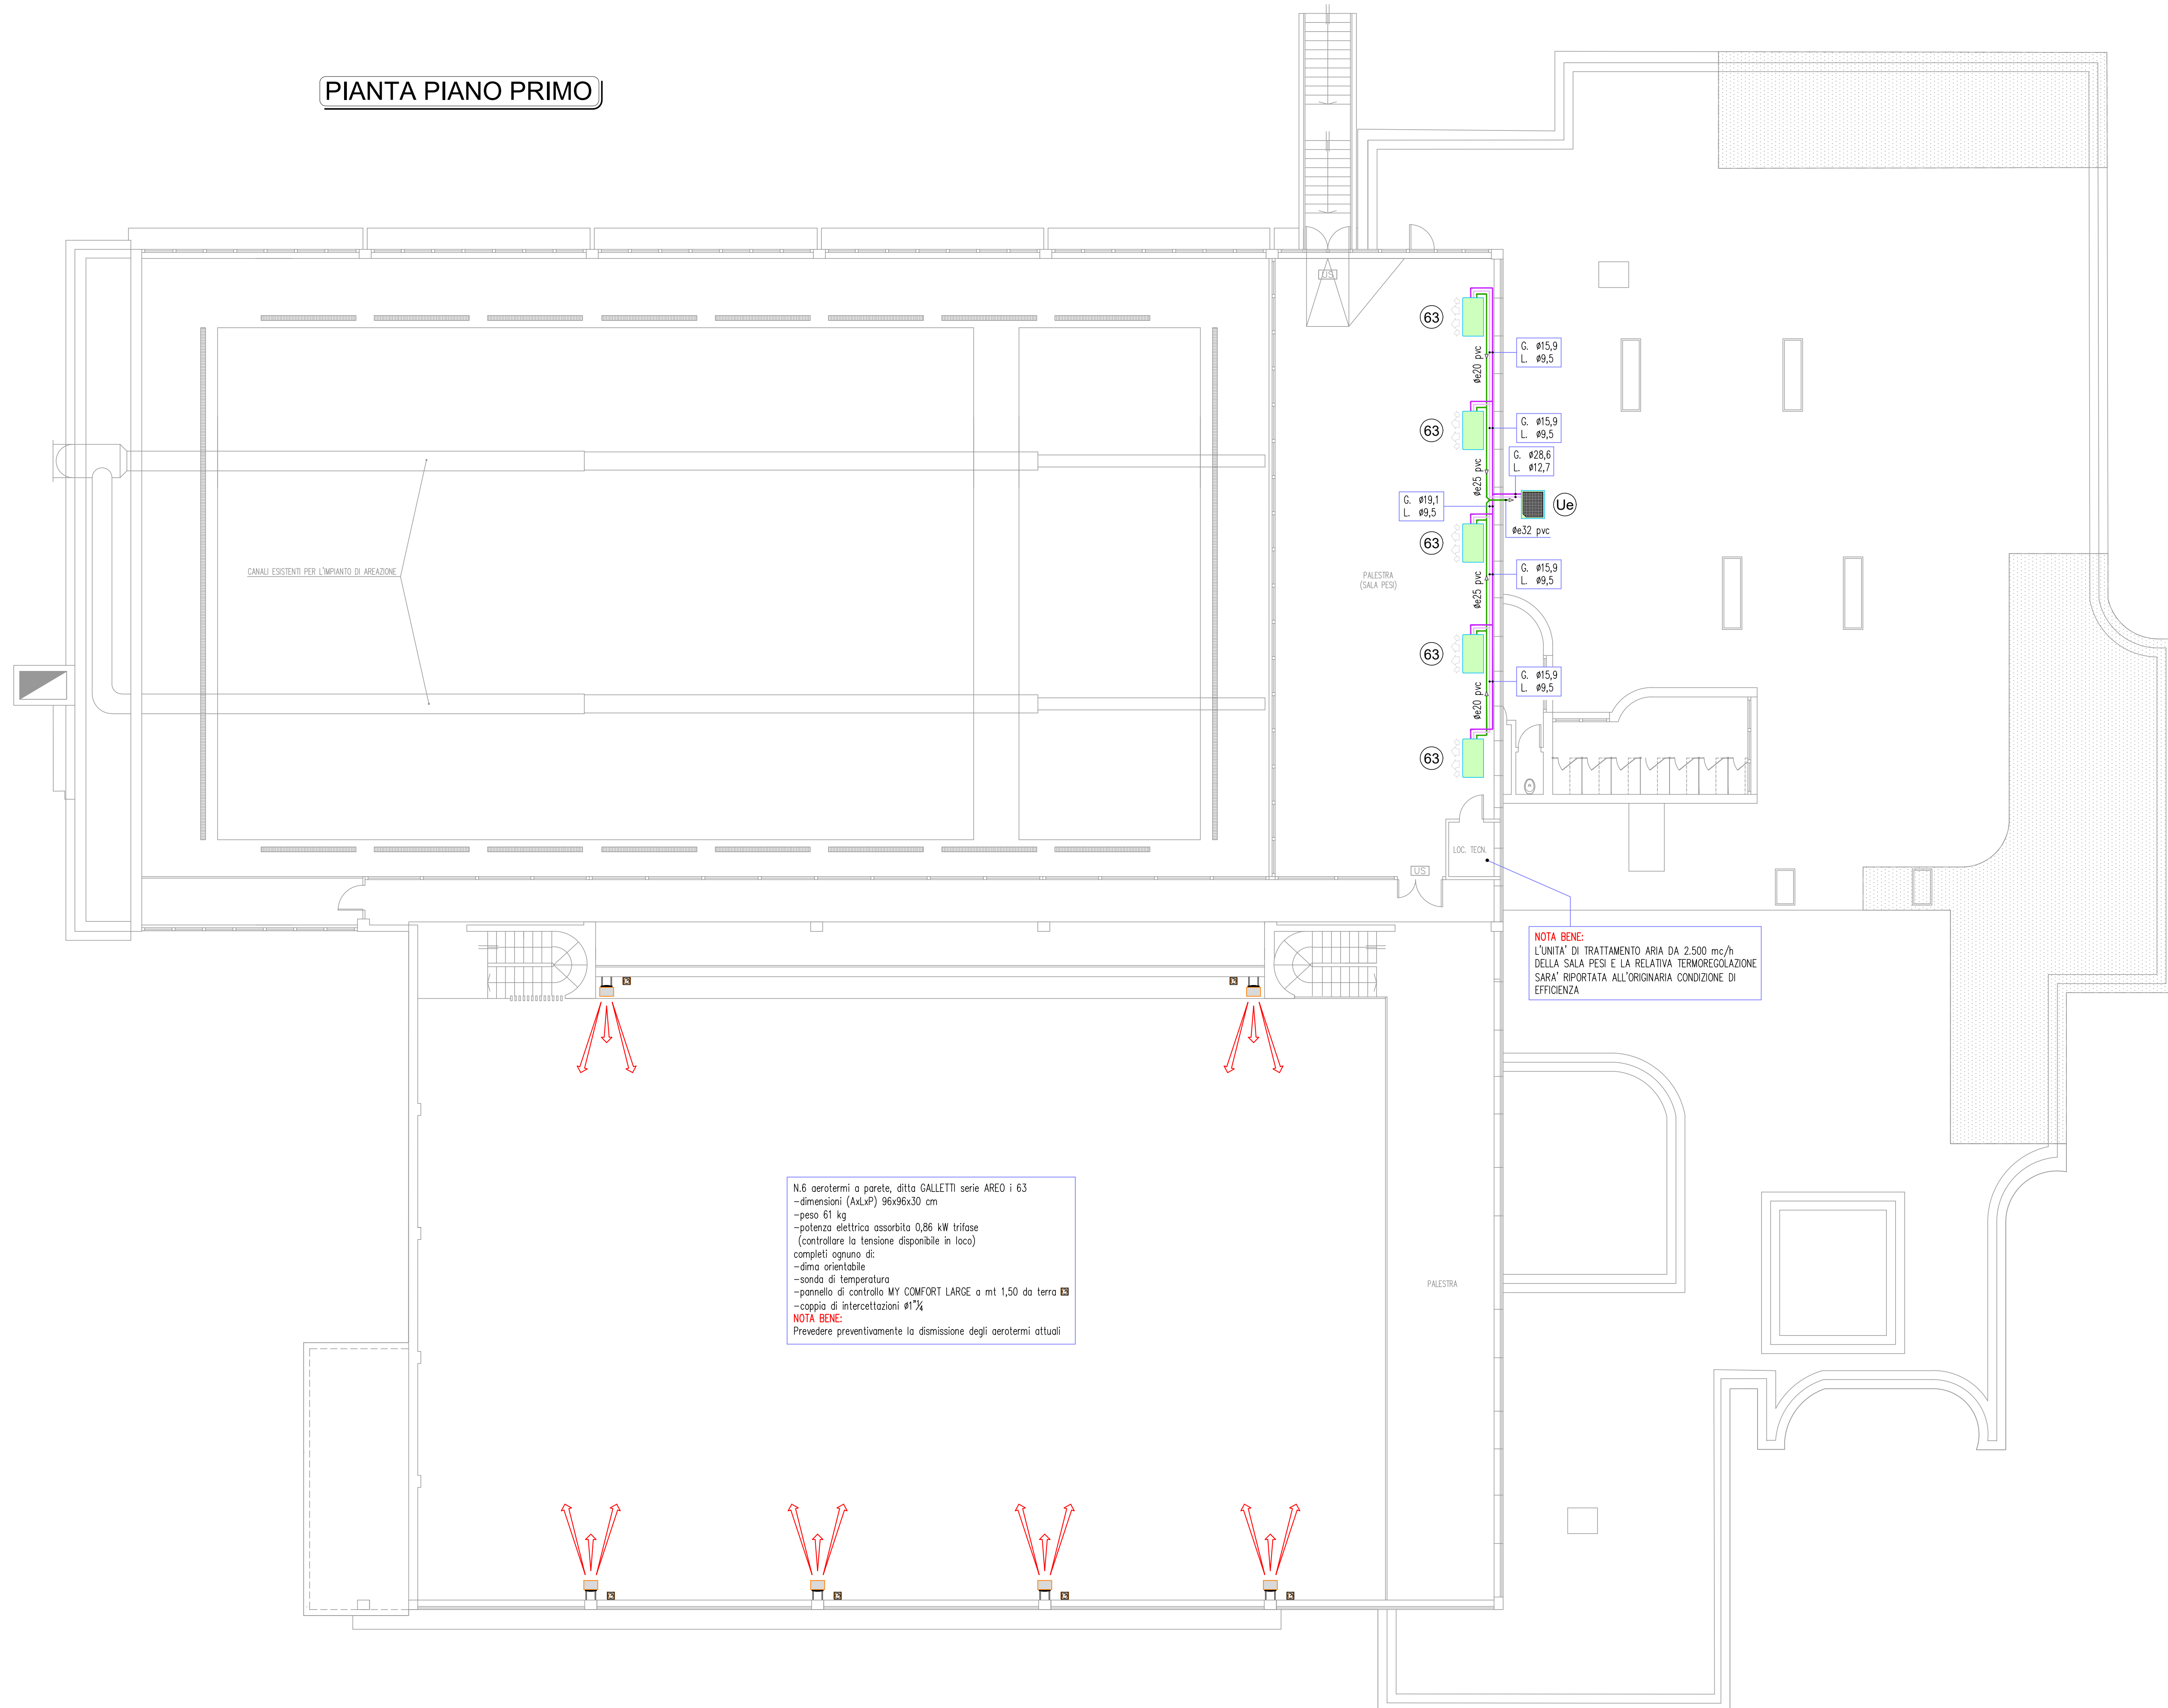 PIANTA PIANO PRIMO
US
63
G. ø15,9
L. ø9,5
øe20 pvc
63
G. ø15,9
L. ø9,5
G. ø28,6
L. ø12,7
øe25 pvc
G. ø19,1
L. ø9,5
Ue
øe32 pvc
63
CANALI ESISTENTI PER L'IMPIANTO DI AREAZIONE
PALESTRA
(SALA PESI)
G. ø15,9
L. ø9,5
øe25 pvc
63
G. ø15,9
L. ø9,5
øe20 pvc
63
LOC. TECN.
US
NOTA BENE:
L'UNITA' DI TRATTAMENTO ARIA DA 2.500 mc/h
DELLA SALA PESI E LA RELATIVA TERMOREGOLAZIONE
SARA' RIPORTATA ALL'ORIGINARIA CONDIZIONE DI
EFFICIENZA
N.6 aerotermi a parete, ditta GALLETTI serie AREO i 63
-dimensioni (AxLxP) 96x96x30 cm
-peso 61 kg
-potenza elettrica assorbita 0,86 kW trifase
(controllare la tensione disponibile in loco)
completi ognuno di:
-dima orientabile
-sonda di temperatura
-pannello di controllo MY COMFORT LARGE a mt 1,50 da terra
-coppia di intercettazioni ø1"¼
NOTA BENE:
Prevedere preventivamente la dismissione degli aerotermi attuali
PALESTRA